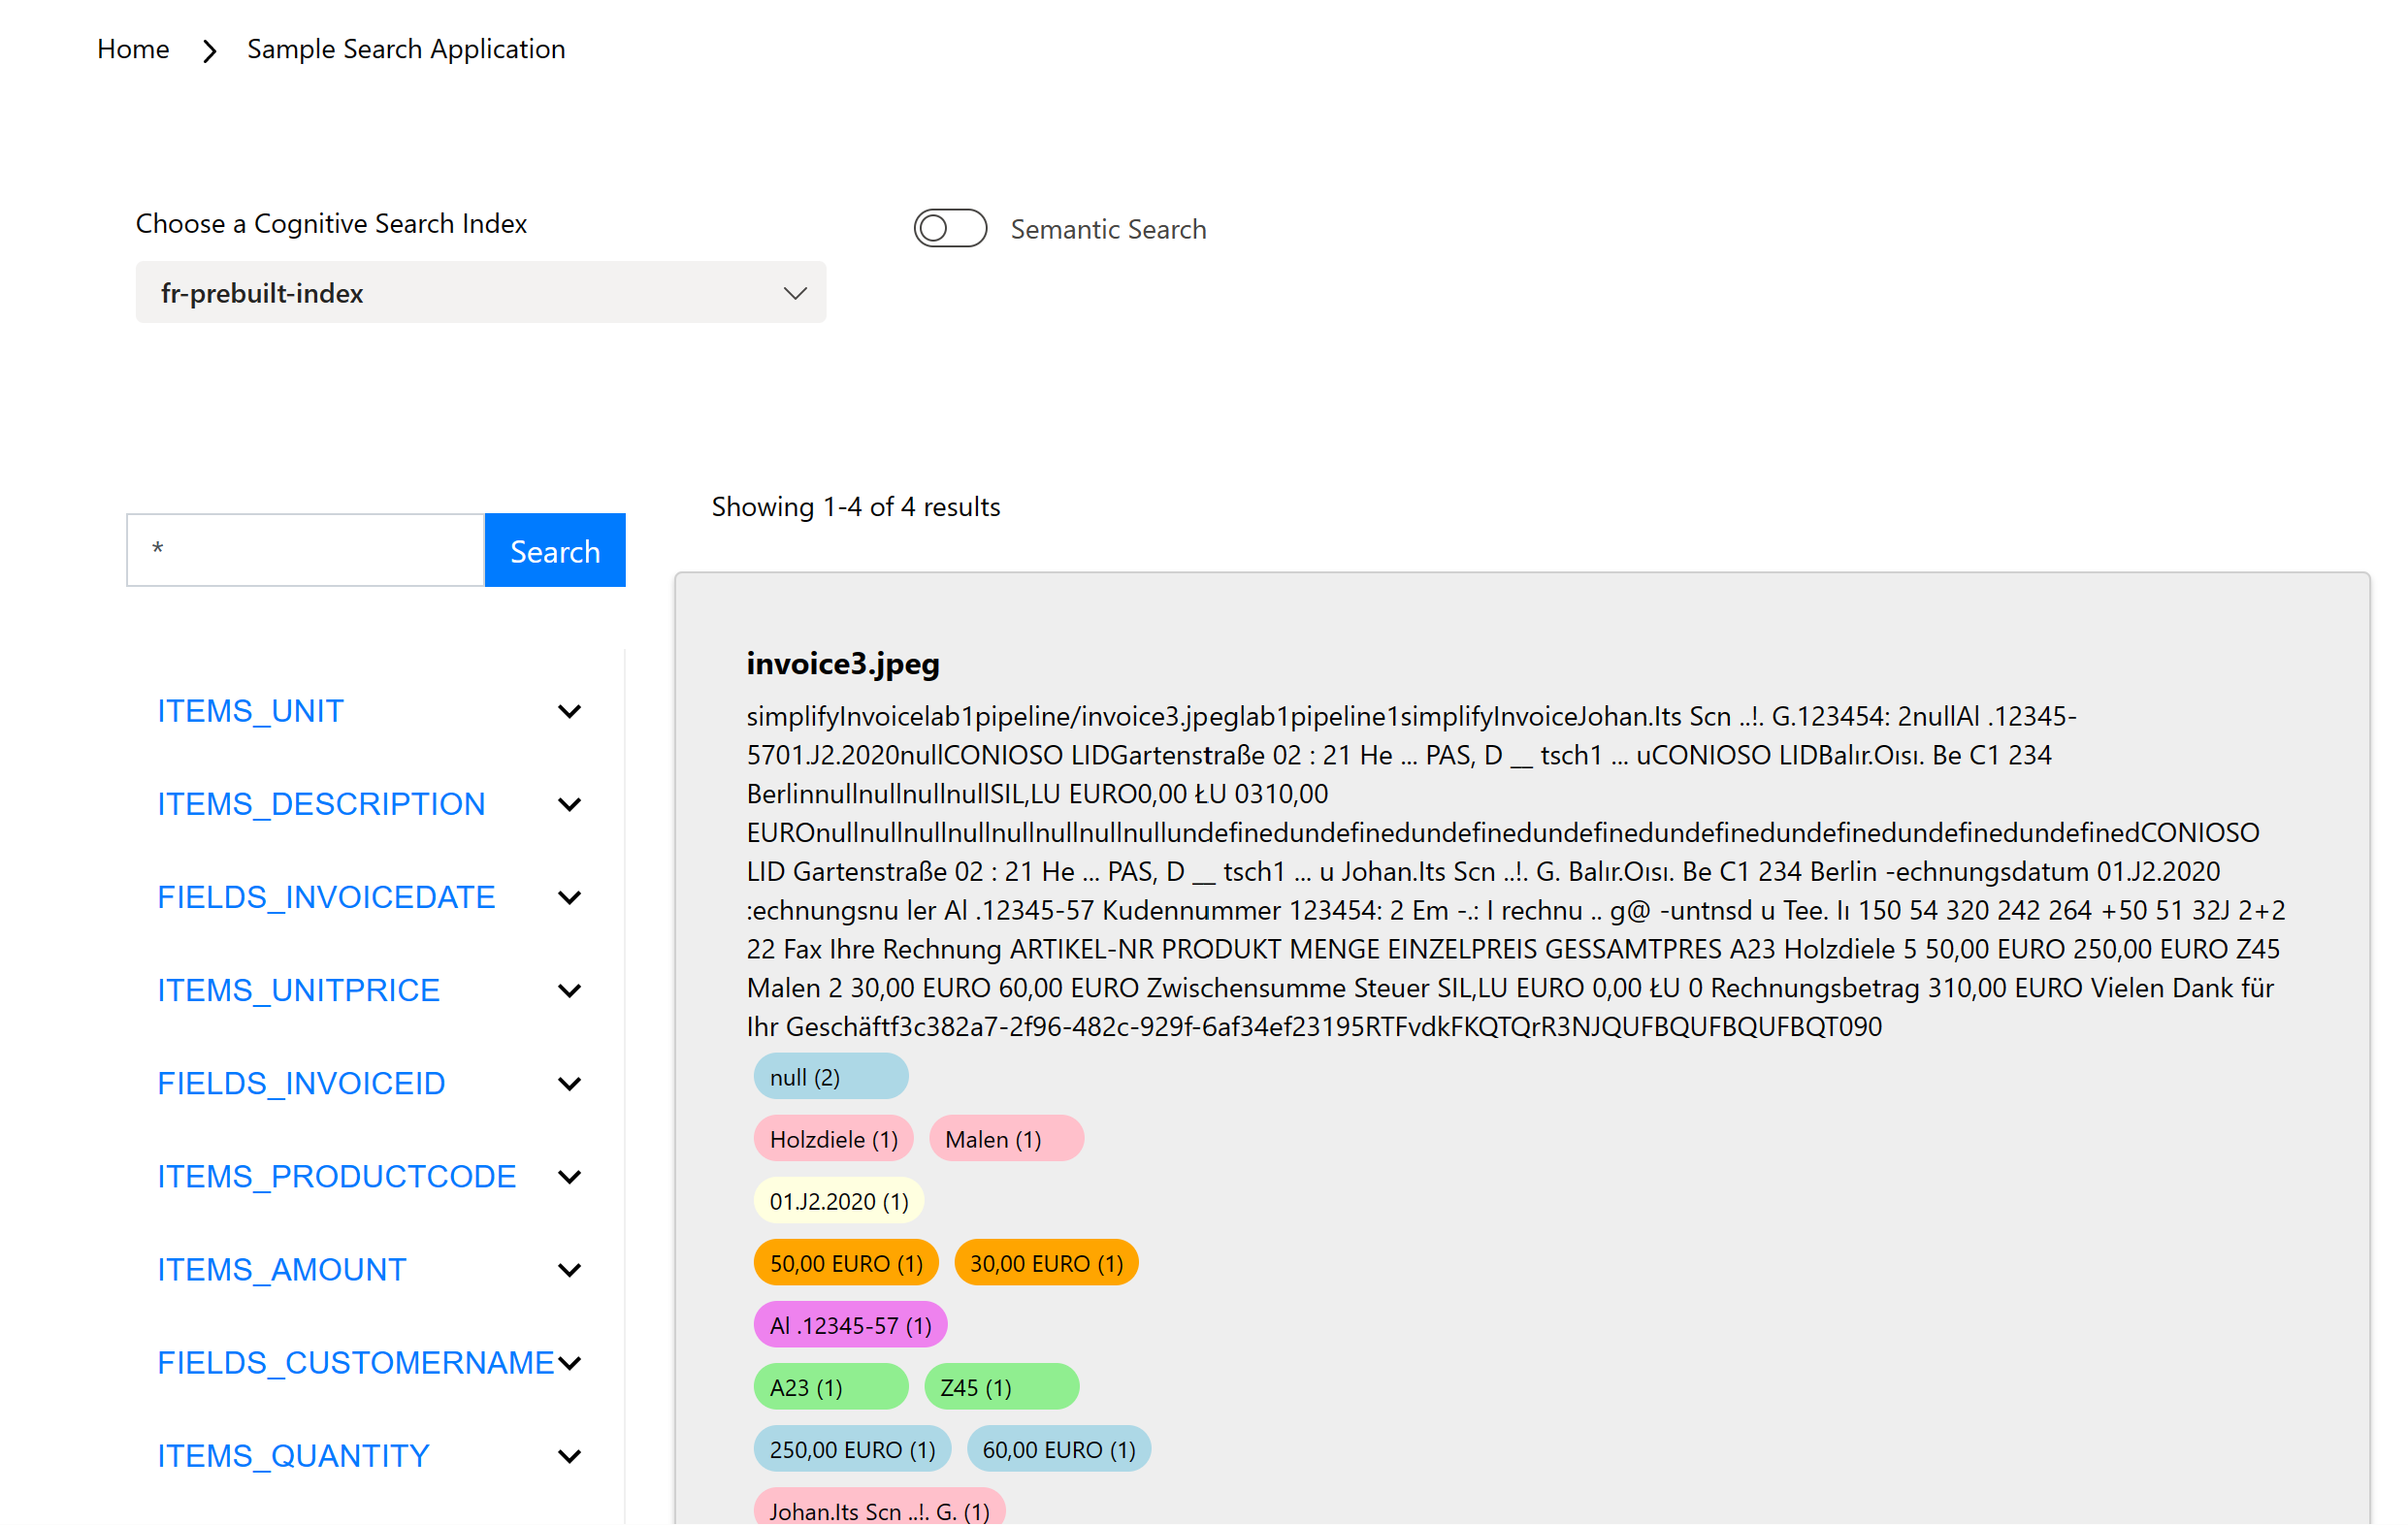 Home > Sample Search Application
Choose a Cognitive Search Index
Semantic Search
fr-prebuilt-index
Showing 1-4 of 4 results
*
Search
ITEMS_UNIT
ITEMS_DESCRIPTION
FIELDS_INVOICEDATE
ITEMS_UNITPRICE
FIELDS_INVOICEID
ITEMS_PRODUCTCODE
ITEMS_AMOUNT
FIELDS_CUSTOMERNAME
ITEMS_QUANTITY
invoice3.jpeg
simplifyInvoicelab1pipeline/invoice3.jpeglab1pipeline1simplifyInvoiceJohan.Its Scn ..!. G.123454: 2nullAl .12345-
5701.J2.2020nullCONIOSO LIDGartenstraße 02 : 21 He ... PAS, D __ tsch1 ... uCONIOSO LIDBalır.Oısı. Be C1 234
BerlinnullnullnullnullSIL,LU EURO0,00 ŁU 0310,00
EUROnullnullnullnullnullnullnullnullundefinedundefinedundefinedundefinedundefinedundefinedundefinedundefinedCONIOSO
LID Gartenstraße 02 : 21 He ... PAS, D __ tsch1 ... u Johan.Its Scn ..!. G. Balır.Oısı. Be C1 234 Berlin -echnungsdatum 01.J2.2020
:echnungsnu ler Al .12345-57 Kudennummer 123454: 2 Em -.: I rechnu .. g@ -untnsd u Tee. Iı 150 54 320 242 264 +50 51 32J 2+2
22 Fax Ihre Rechnung ARTIKEL-NR PRODUKT MENGE EINZELPREIS GESSAMTPRES A23 Holzdiele 5 50,00 EURO 250,00 EURO Z45
Malen 2 30,00 EURO 60,00 EURO Zwischensumme Steuer SIL,LU EURO 0,00 ŁU 0 Rechnungsbetrag 310,00 EURO Vielen Dank für
Ihr Geschäftf3c382a7-2f96-482c-929f-6af34ef23195RTFvdkFKQTQrR3NJQUFBQUFBQUFBQT090
null (2)
Holzdiele (1) Malen (1)
01.J2.2020 (1)
50,00 EURO (1) 30,00 EURO (1)
Al .12345-57 (1)
A23 (1) Z45 (1)
250,00 EURO (1) 60,00 EURO (1)
Johan.Its Scn ..!. G. (1)